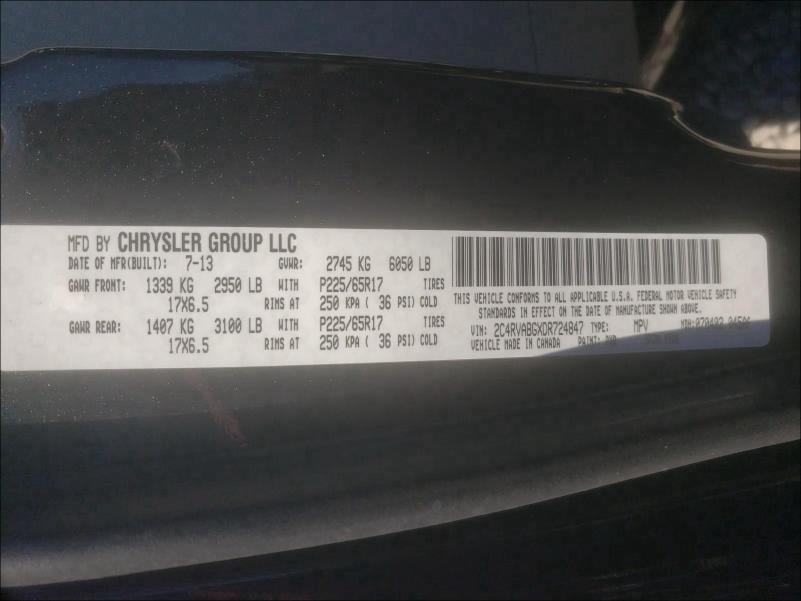 MFD BY CHRYSLER GROUP LLC
DATE OF MFR(BUILT): 7-13 GVWR: 2745 KG 6050 LB
GAWR FRONT: 1339 KG 2950 LB WITH P225/65R17 TIRES
17X6.5 RIMS AT 250 KPA ( 36 PSI) COLD
GAWR REAR: 1407 KG 3100 LB WITH P225/65R17 TIRES
17X6.5 RIMS AT 250 KPA ( 36 PSI) COLD
THIS VEHICLE CONFORMS TO ALL APPLICABLE U.S.A. FEDERAL MOTOR VEHICLE SAFETY
STANDARDS IN EFFECT ON THE DATE OF MANUFACTURE SHOWN ABOVE.
VIN: 2C4RVABGXDR724847 TYPE: MPV MDH:
VEHICLE MADE IN CANADA PAINT: